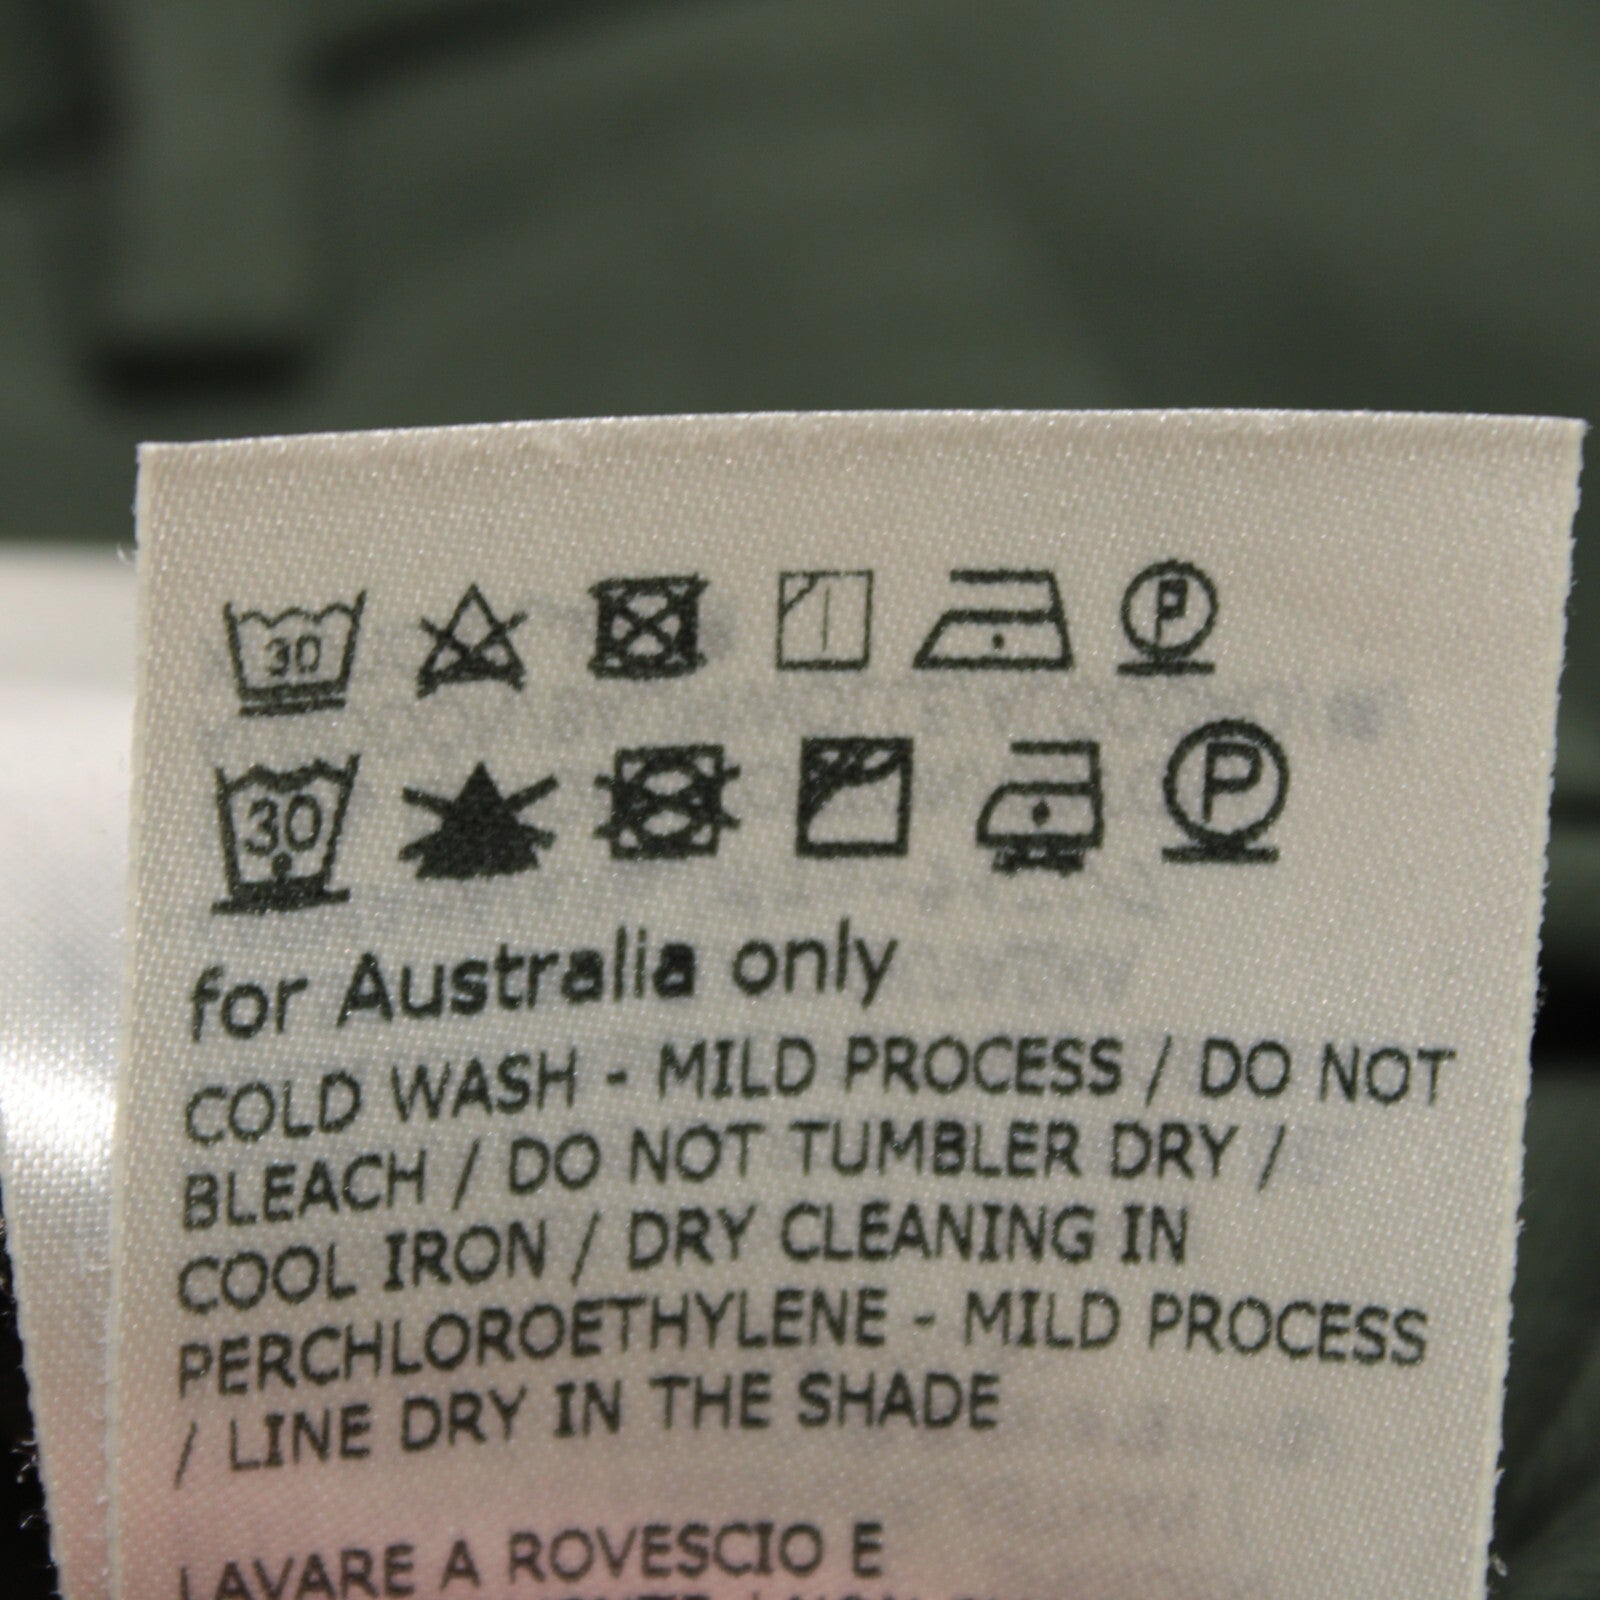 30
P
30
P
for Australia only
COLD WASH - MILD PROCESS / DO NOT
BLEACH / DO NOT TUMBLER DRY /
COOL IRON / DRY CLEANING IN
PERCHLOROETHYLENE - MILD PROCESS
/ LINE DRY IN THE SHADE
LAVARE A ROVESCIO E